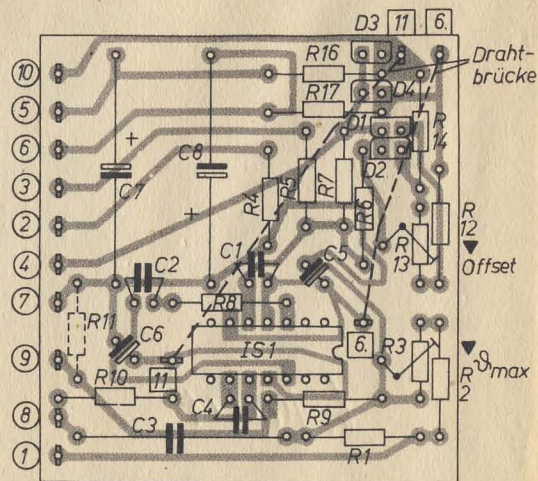 D3 11 6.
10
R16
Draht-
brücke
5
R17
D4
6
D1
R
14
C8
D2
3
C7
R4
R5
R7
R6
2
R
12
4
C1
C5
R
13
Offset
7
C2
R8
R11
C6
IS1
6.
R3
9
11
ϑmax
R10
R
2
C4
R9
8
C3
R1
1